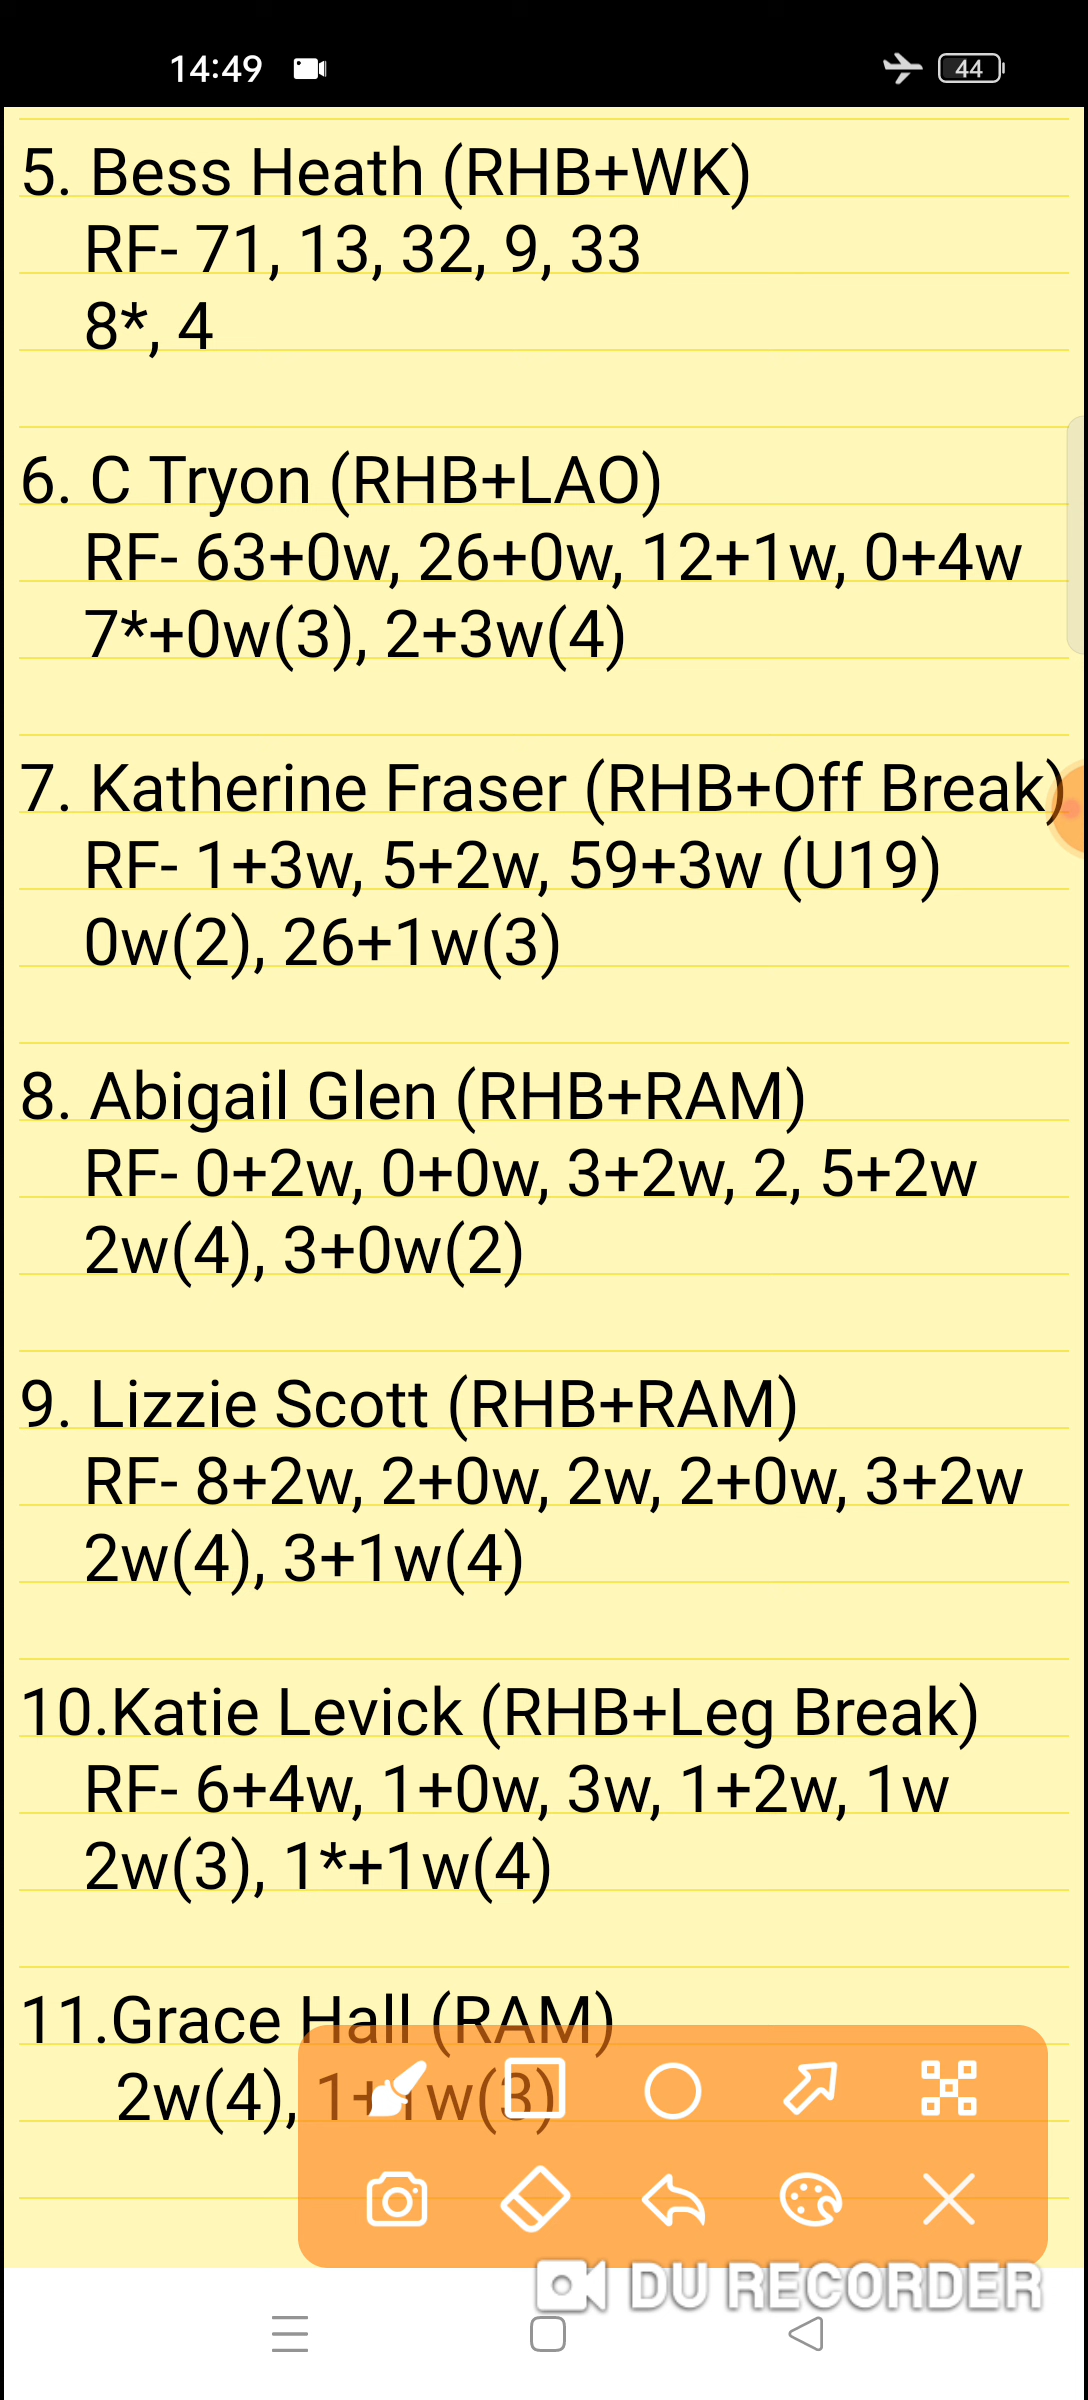 14:49
44
5. Bess Heath (RHB+WK)
RF- 71, 13, 32, 9, 33
8*, 4
6. C Tryon (RHB+LAO)
RF- 63+0w, 26+0w, 12+1w, 0+4w
7*+0w(3), 2+3w(4)
7. Katherine Fraser (RHB+Off Break)
RF- 1+3w, 5+2w, 59+3w (U19)
0w(2), 26+1w(3)
8. Abigail Glen (RHB+RAM)
RF- 0+2w, 0+0w, 3+2w, 2, 5+2w
2w(4), 3+0w(2)
9. Lizzie Scott (RHB+RAM)
RF- 8+2w, 2+0w, 2w, 2+0w, 3+2w
2w(4), 3+1w(4)
10.Katie Levick (RHB+Leg Break)
RF- 6+4w, 1+0w, 3w, 1+2w, 1w
2w(3), 1*+1w(4)
11.Grace Hall (RAM)
2w(4), 1+1w(3)
DU RECORDER